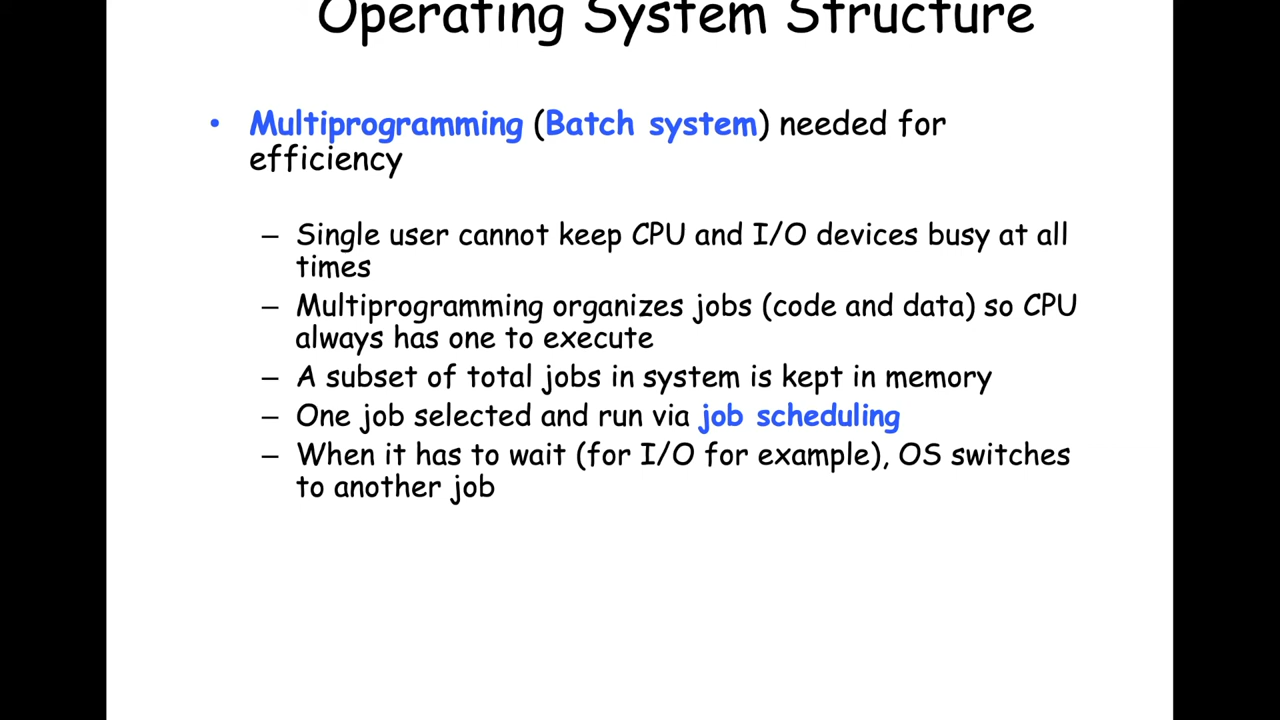 Operating System Structure
• Multiprogramming (Batch system) needed for
efficiency
– Single user cannot keep CPU and I/O devices busy at all
times
– Multiprogramming organizes jobs (code and data) so CPU
always has one to execute
– A subset of total jobs in system is kept in memory
– One job selected and run via job scheduling
– When it has to wait (for I/O for example), OS switches
to another job